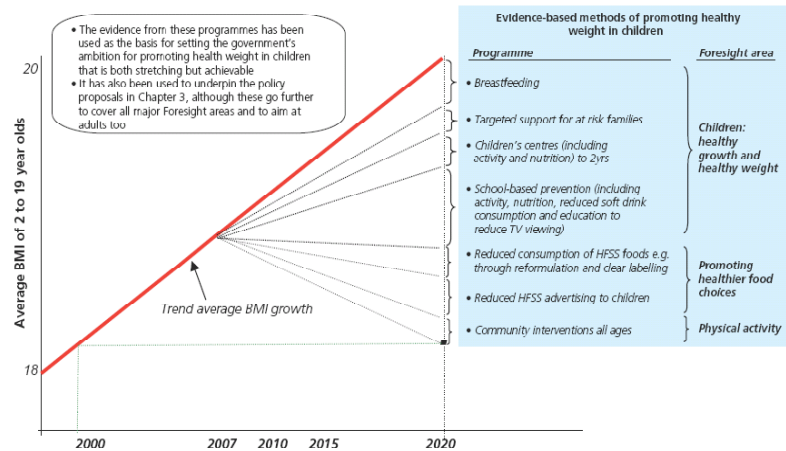 • The evidence from these programmes has been
used as the basis for setting the government's
ambition for promoting health weight in children
that is both stretching but achievable
• It has also been used to underpin the policy
proposals in Chapter 3, although these go further
to cover all major Foresight areas and to aim at
adults too
Evidence-based methods of promoting healthy
weight in children
Programme
Foresight area
• Breastfeeding
• Targeted support for at risk families
• Children's centres (including
activity and nutrition) to 2yrs
• School-based prevention (including
activity, nutrition, reduced soft drink
consumption and education to
reduce TV viewing)
Children:
healthy
growth and
healthy weight
• Reduced consumption of HFSS foods e.g.
through reformulation and clear labelling
• Reduced HFSS advertising to children
Promoting
healthier food
choices
• Community interventions all ages
Physical activity
Average BMI of 2 to 19 year olds
20
18
Trend average BMI growth
2000
2007
2010
2015
2020